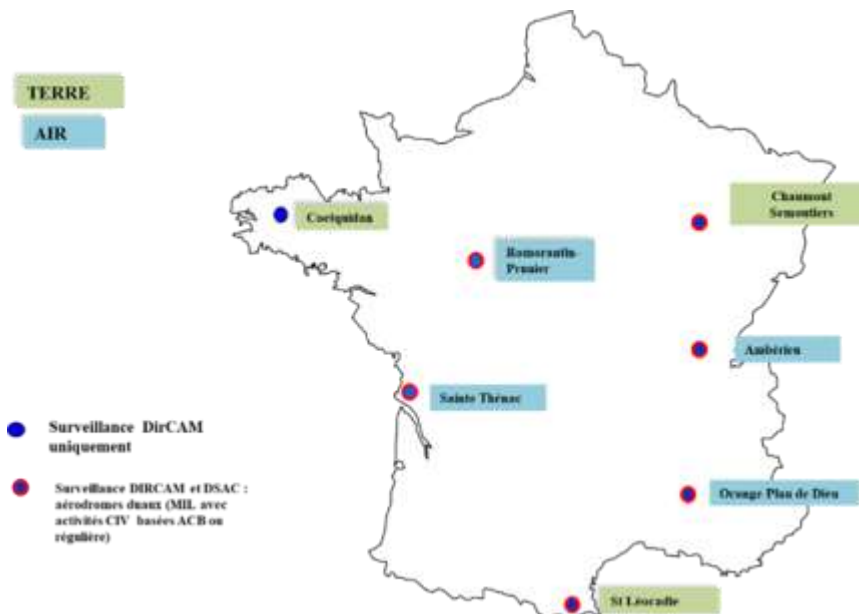 TERRE
AIR
Coëtquidan
Chaumont
Semoutiers
Romorantin-
Prunier
Ambérieu
Sainte Thénac
Surveillance DirCAM
uniquement
Surveillance DIRCAM et DSAC :
aérodromes duaux (MIL avec
activités CIV basées ACB ou
régulière)
Orange Plan de Dieu
St Léocadie